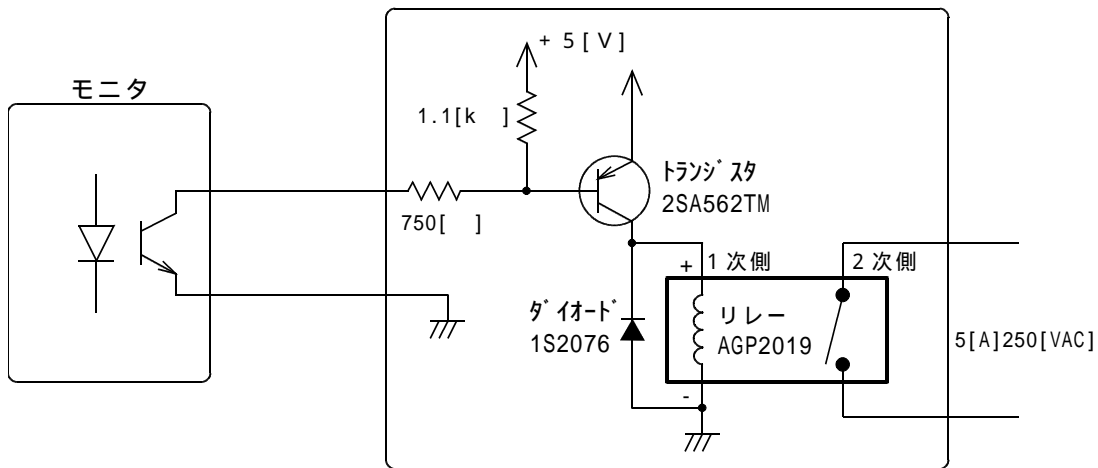 モニタ
+5[V]
1.1[k ]
750[ ]
トランジスタ
2SA562TM
+
1次側
2次側
ダイオード
1S2076
リレー
AGP2019
-
5[A]250[VAC]